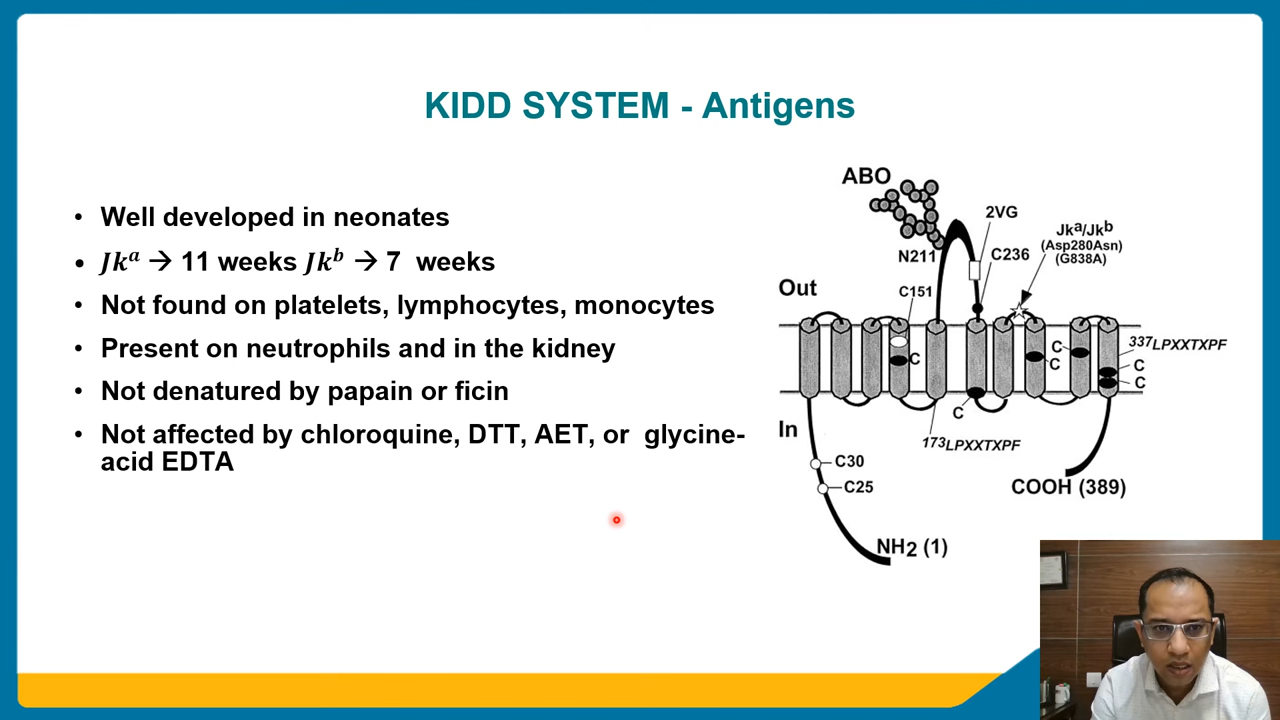 KIDD SYSTEM - Antigens
• Well developed in neonates
• Jkᵃ → 11 weeks Jkᵇ → 7 weeks
• Not found on platelets, lymphocytes, monocytes
• Present on neutrophils and in the kidney
• Not denatured by papain or ficin
• Not affected by chloroquine, DTT, AET, or glycine-
acid EDTA
ABO
2VG
Jkᵃ/Jkᵇ
(Asp280Asn)
(G838A)
N211
C236
Out
C151
C
C
C
337LPXXTXPF
C
C
C
In
173LPXXTXPF
C30
C25
COOH (389)
NH2 (1)